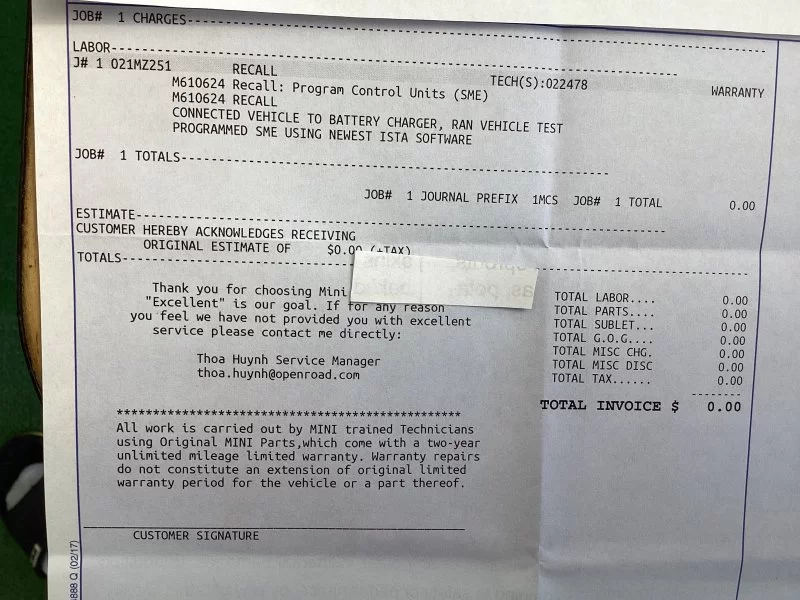 JOB# 1 CHARGES-----------------------------------------------------------
LABOR-----------------------------------------------------------
J# 1 021MZ251 RECALL TECH(S):022478 WARRANTY
M610624 Recall: Program Control Units (SME)
M610624 RECALL
CONNECTED VEHICLE TO BATTERY CHARGER, RAN VEHICLE TEST
PROGRAMMED SME USING NEWEST ISTA SOFTWARE
JOB# 1 TOTALS-----------------------------------------------------------
JOB# 1 JOURNAL PREFIX 1MCS JOB# 1 TOTAL 0.00
ESTIMATE-----------------------------------------------------------
CUSTOMER HEREBY ACKNOWLEDGES RECEIVING
ORIGINAL ESTIMATE OF $0.00 (+TAX)
TOTALS-----------------------------------------------------------
Thank you for choosing Mini
"Excellent" is our goal. If for any reason
you feel we have not provided you with excellent
service please contact me directly:
Thoa Huynh Service Manager
thoa.huynh@openroad.com
TOTAL LABOR.... 0.00
TOTAL PARTS.... 0.00
TOTAL SUBLET... 0.00
TOTAL G.O.G.... 0.00
TOTAL MISC CHG. 0.00
TOTAL MISC DISC 0.00
TOTAL TAX...... 0.00
--------
TOTAL INVOICE $ 0.00
************************************************
All work is carried out by MINI trained Technicians
using Original MINI Parts,which come with a two-year
unlimited mileage limited warranty. Warranty repairs
do not constitute an extension of original limited
warranty period for the vehicle or a part thereof.
CUSTOMER SIGNATURE
888 Q (02/17)